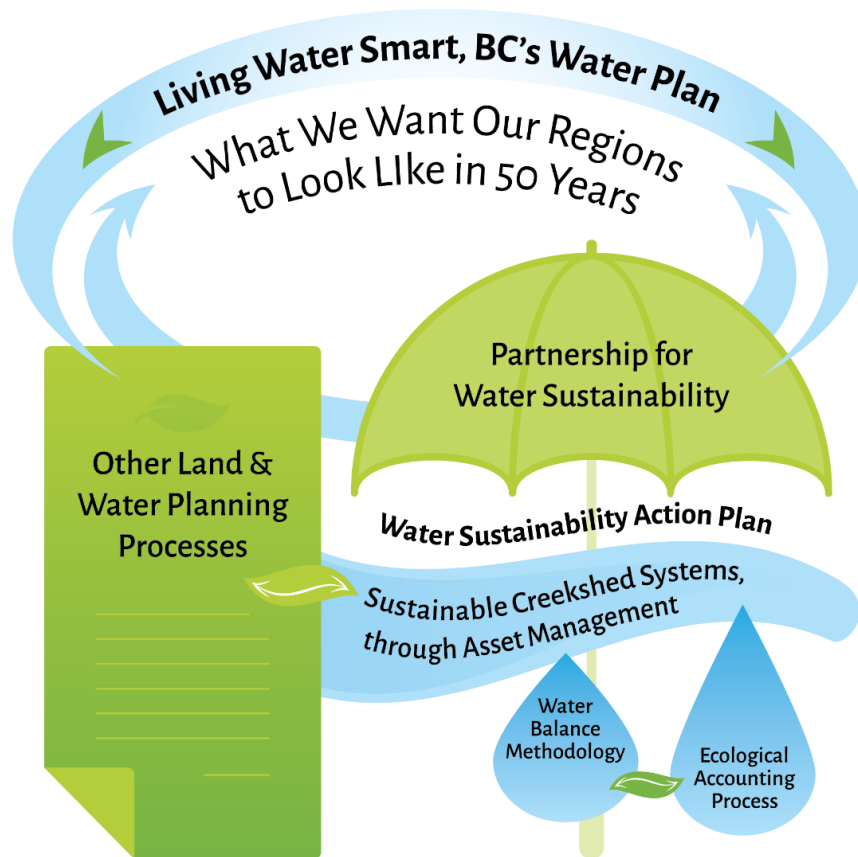 Living Water Smart, BC's Water Plan
What We Want Our Regions
to Look LIke in 50 Years
Partnership for
Water Sustainability
Other Land &
Water Planning
Processes
Water Sustainability Action Plan
Sustainable Creekshed Systems,
through Asset Management
Water
Balance
Methodology
Ecological
Accounting
Process